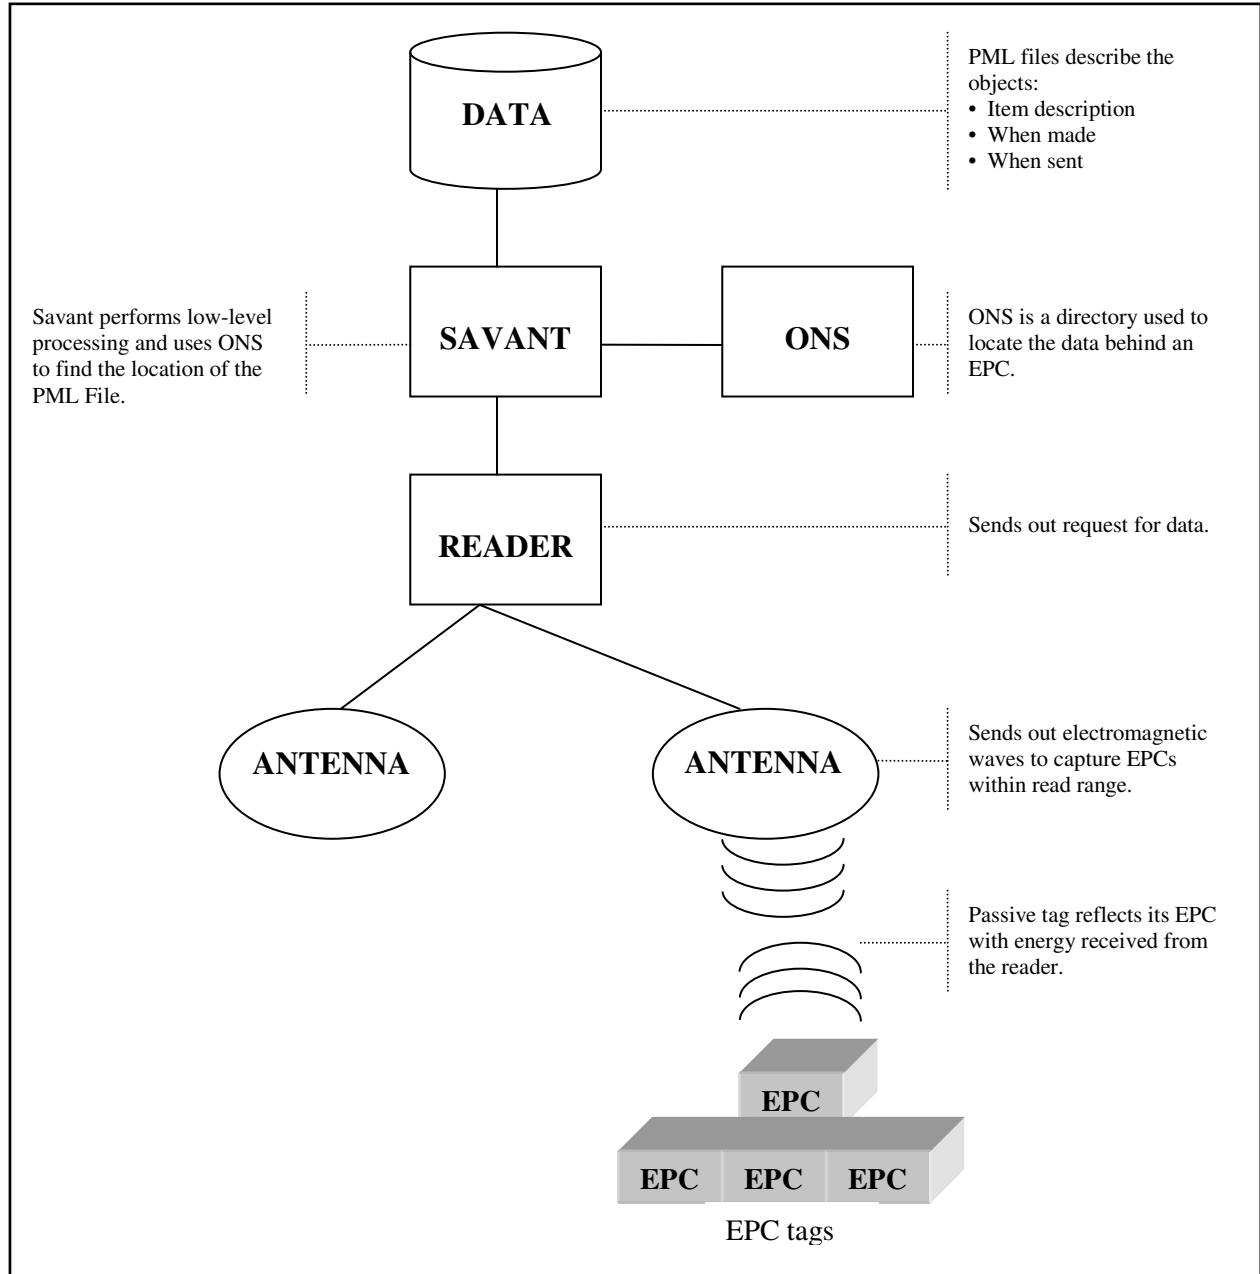 DATA
PML files describe the
objects:
• Item description
• When made
• When sent
Savant performs low-level
processing and uses ONS
to find the location of the
PML File.
SAVANT
ONS
ONS is a directory used to
locate the data behind an
EPC.
READER
Sends out request for data.
ANTENNA
ANTENNA
Sends out electromagnetic
waves to capture EPCs
within read range.
Passive tag reflects its EPC
with energy received from
the reader.
EPC
EPC EPC EPC
EPC tags